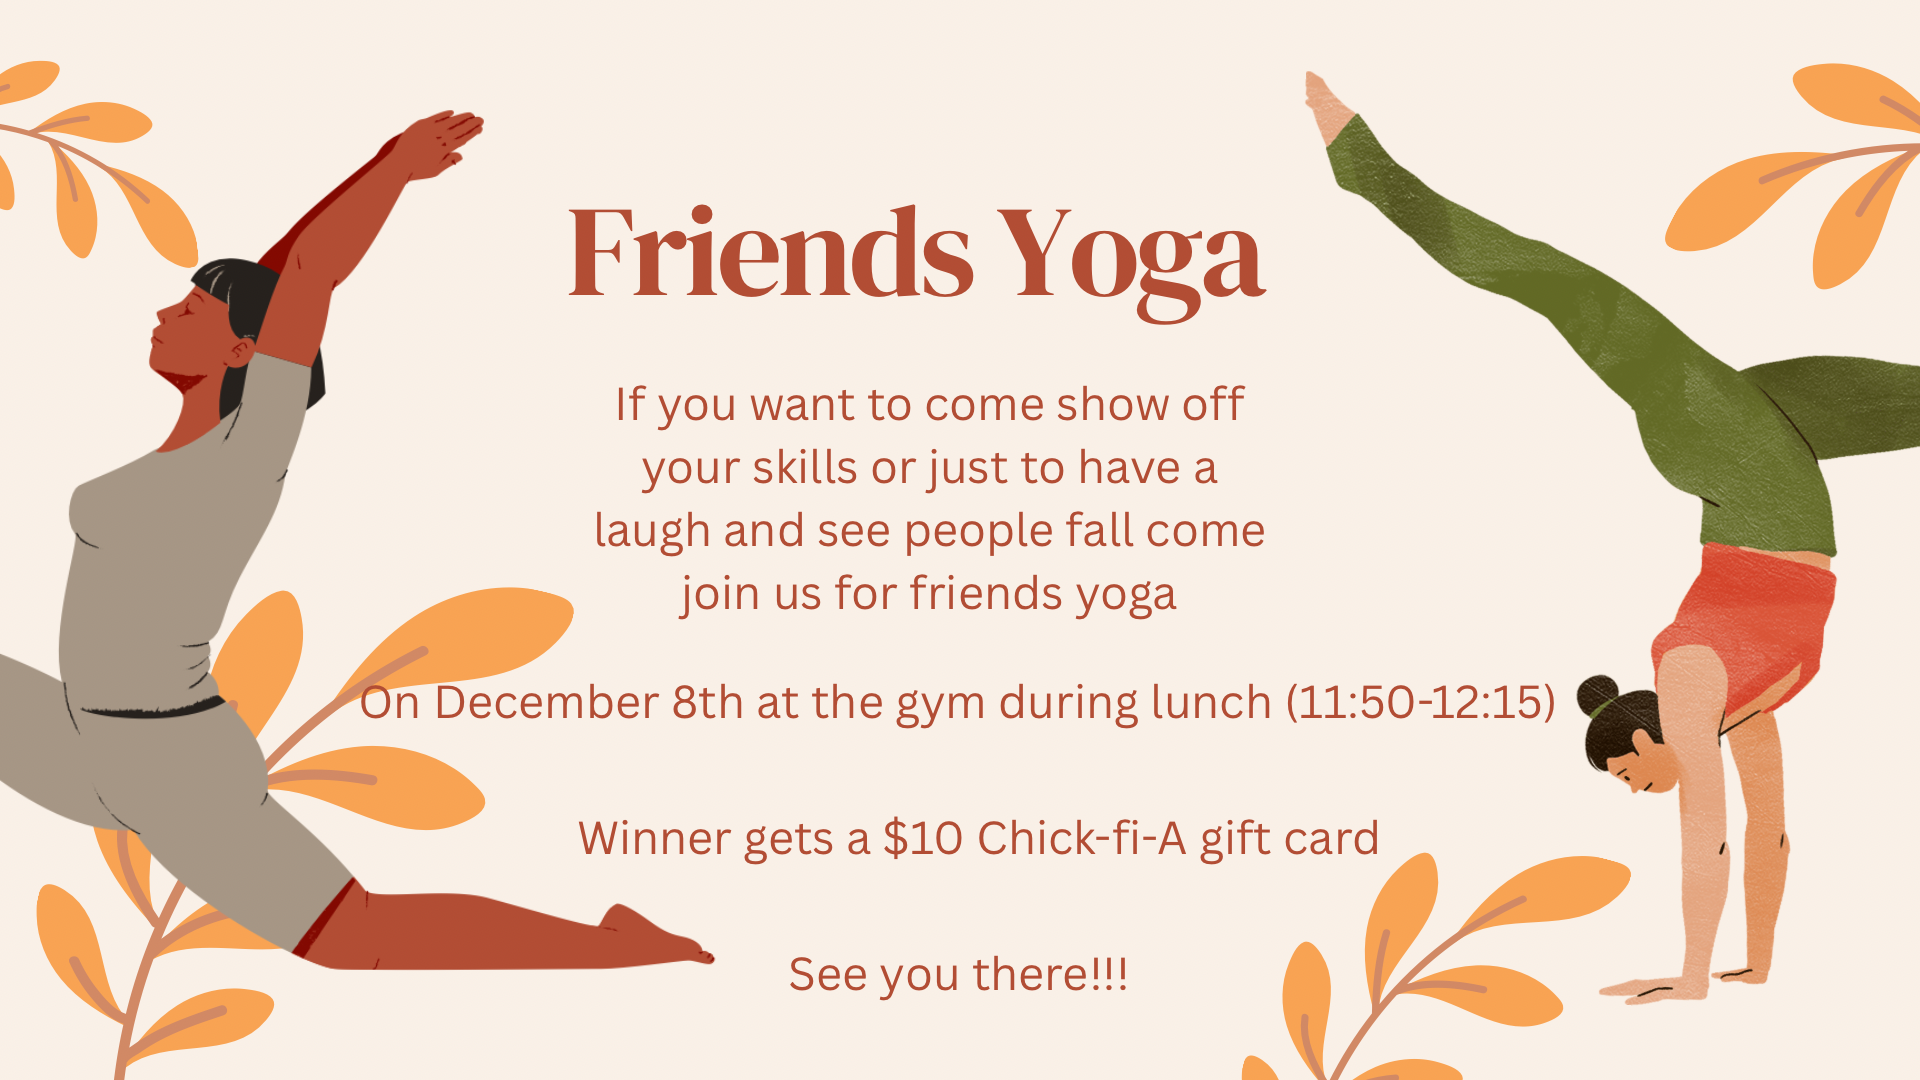 Friends Yoga
If you want to come show off
your skills or just to have a
laugh and see people fall come
join us for friends yoga
On December 8th at the gym during lunch (11:50-12:15)
Winner gets a $10 Chick-fi-A gift card
See you there!!!